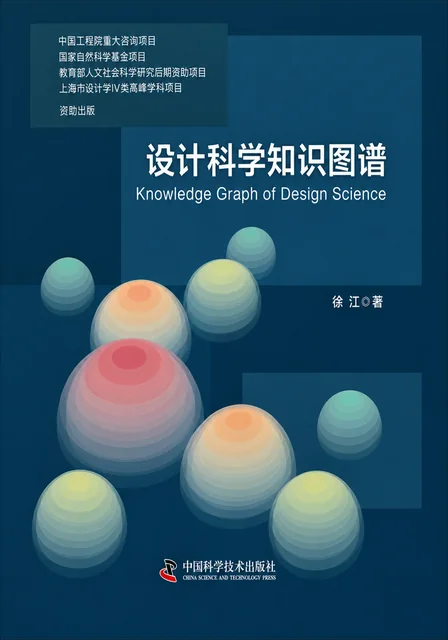 中国工程院重大咨询项目
国家自然科学基金项目
教育部人文社会科学研究后期资助项目
上海市设计学IV类高峰学科项目
资助出版
设计科学知识图谱
Knowledge Graph of Design Science
徐 江◎著
中国科学技术出版社
CHINA SCIENCE AND TECHNOLOGY PRESS